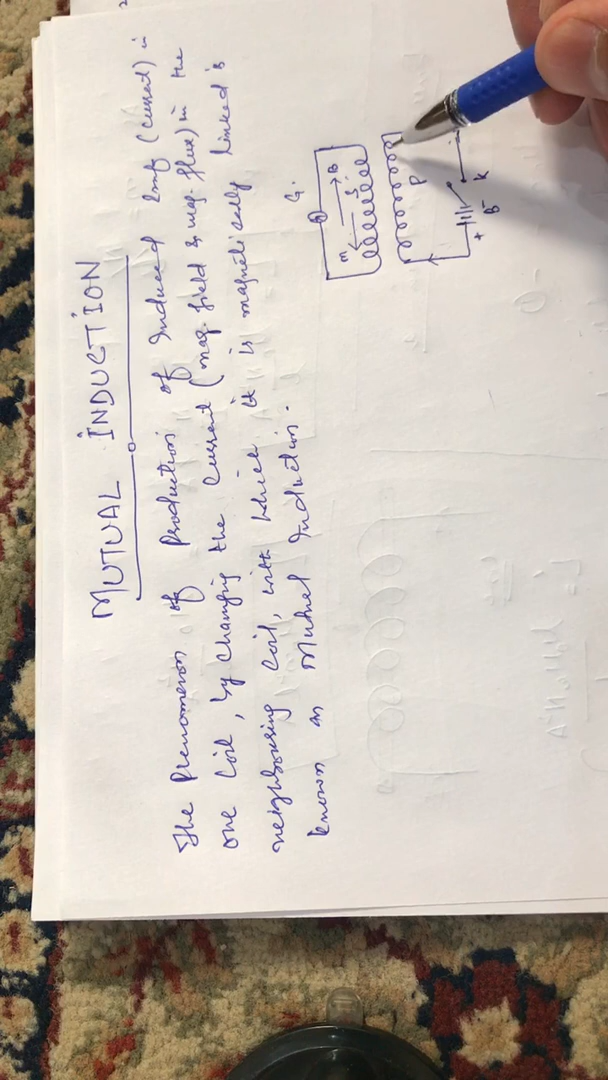 MUTUAL INDUCTION
The Phenomenon of Production of Induced Emf (Current) in
one Coil, by changing the Current (mag. field & mag. flux) in the
neighbouring Coil, with which it is magnetically linked is
known as Mutual Induction.
G.
m S B
P
+ B - K